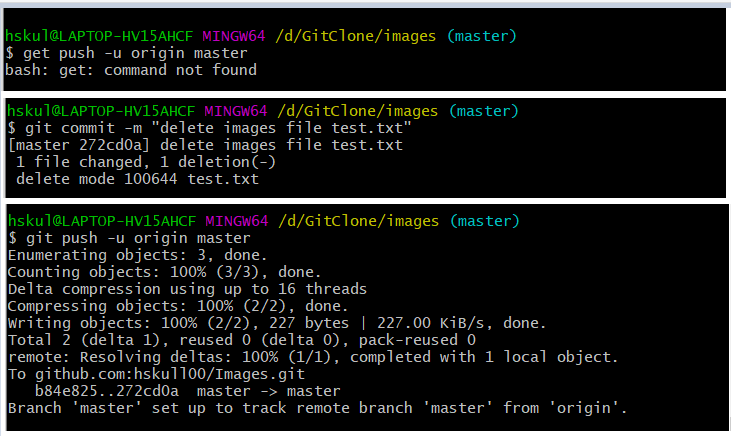 hskul@LAPTOP-HV15AHCF MINGW64 /d/GitClone/images (master)
$ get push -u origin master
bash: get: command not found
hskul@LAPTOP-HV15AHCF MINGW64 /d/GitClone/images (master)
$ git commit -m "delete images file test.txt"
[master 272cd0a] delete images file test.txt
 1 file changed, 1 deletion(-)
 delete mode 100644 test.txt
hskul@LAPTOP-HV15AHCF MINGW64 /d/GitClone/images (master)
$ git push -u origin master
Enumerating objects: 3, done.
Counting objects: 100% (3/3), done.
Delta compression using up to 16 threads
Compressing objects: 100% (2/2), done.
Writing objects: 100% (2/2), 227 bytes | 227.00 KiB/s, done.
Total 2 (delta 1), reused 0 (delta 0), pack-reused 0
remote: Resolving deltas: 100% (1/1), completed with 1 local object.
To github.com:hskull00/Images.git
   b84e825..272cd0a  master -> master
Branch 'master' set up to track remote branch 'master' from 'origin'.